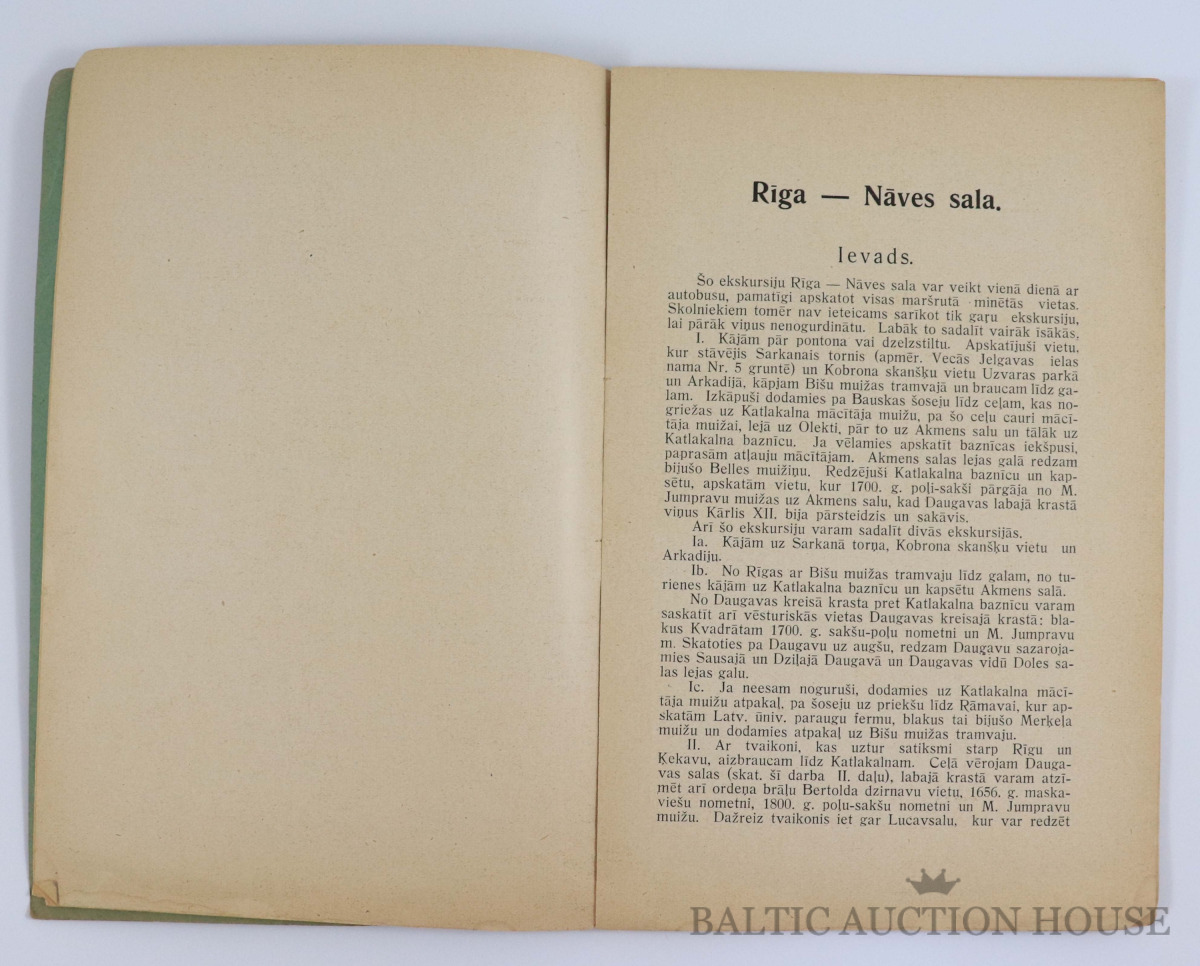 Rīga — Nāves sala.
Ievads.
Šo ekskursiju Rīga — Nāves sala var veikt vienā dienā ar
autobusu, pamatīgi apskatot visas maršrutā minētās vietas.
Skolniekiem tomēr nav ieteicams sarīkot tik gaŗu ekskursiju,
lai pārāk viņus nenogurdinātu. Labāk to sadalīt vairāk īsākās.
I. Kājām pār pontona vai dzelzstiltu. Apskatījuši vietu,
kur stāvējis Sarkanais tornis (apmēr. Vecās Jelgavas ielas
nama Nr. 5 gruntē) un Kobrona skanšķu vietu Uzvaras parkā
un Arkadijā, kāpjam Bišu muižas tramvajā un braucam līdz ga-
lam. Izkāpuši dodamies pa Bauskas šoseju līdz ceļam, kas no-
griežas uz Katlakalna mācītāja muižu, pa šo ceļu cauri mācī-
tāja muižai, lejā uz Olekti, pār to uz Akmens salu un tālāk uz
Katlakalna baznīcu. Ja vēlamies apskatīt baznīcas iekšpusi,
paprasām atļauju mācītājam. Akmens salas lejas galā redzam
bijušo Belles muižiņu. Redzējuši Katlakalna baznīcu un kap-
sētu, apskatām vietu, kur 1700. g. poļi-sakši pārgāja no M.
Jumpravu muižas uz Akmens salu, kad Daugavas labajā krastā
viņus Kārlis XII. bija pārsteidzis un sakāvis.
Arī šo ekskursiju varam sadalīt divās ekskursijās.
Ia. Kājām uz Sarkanā torņa, Kobrona skanšķu vietu un
Arkadiju.
Ib. No Rīgas ar Bišu muižas tramvaju līdz galam, no tu-
rienes kājām uz Katlakalna baznīcu un kapsētu Akmens salā.
No Daugavas kreisā krasta pret Katlakalna baznīcu varam
saskatīt arī vēsturiskās vietas Daugavas kreisajā krastā: bla-
kus Kvadrātam 1700. g. sakšu-poļu nometni un M. Jumpravu
m. Skatoties pa Daugavu uz augšu, redzam Daugavu sazaroja-
mies Sausajā un Dziļajā Daugavā un Daugavas vidū Doles sa-
las lejas galu.
Ic. Ja neesam noguruši, dodamies uz Katlakalna mācī-
tāja muižu atpakaļ, pa šoseju uz priekšu līdz Rāmavai, kur ap-
skatām Latv. ūniv. paraugu fermu, blakus tai bijušo Merķeļa
muižu un dodamies atpakaļ uz Bišu muižas tramvaju.
II. Ar tvaikoni, kas uztur satiksmi starp Rīgu un
Ķekavu, aizbraucam līdz Katlakalnam. Ceļā vērojam Dauga-
vas salas (skat. šī darba II. daļu), labajā krastā varam atzī-
mēt arī ordeņa brāļu Bertolda dzirnavu vietu, 1656. g. maska-
viešu nometni, 1800. g. poļu-sakšu nometni un M. Jumpravu
muižu. Dažreiz tvaikonis iet gar Lucavsalu, kur var redzēt
BALTIC AUCTION HOUSE